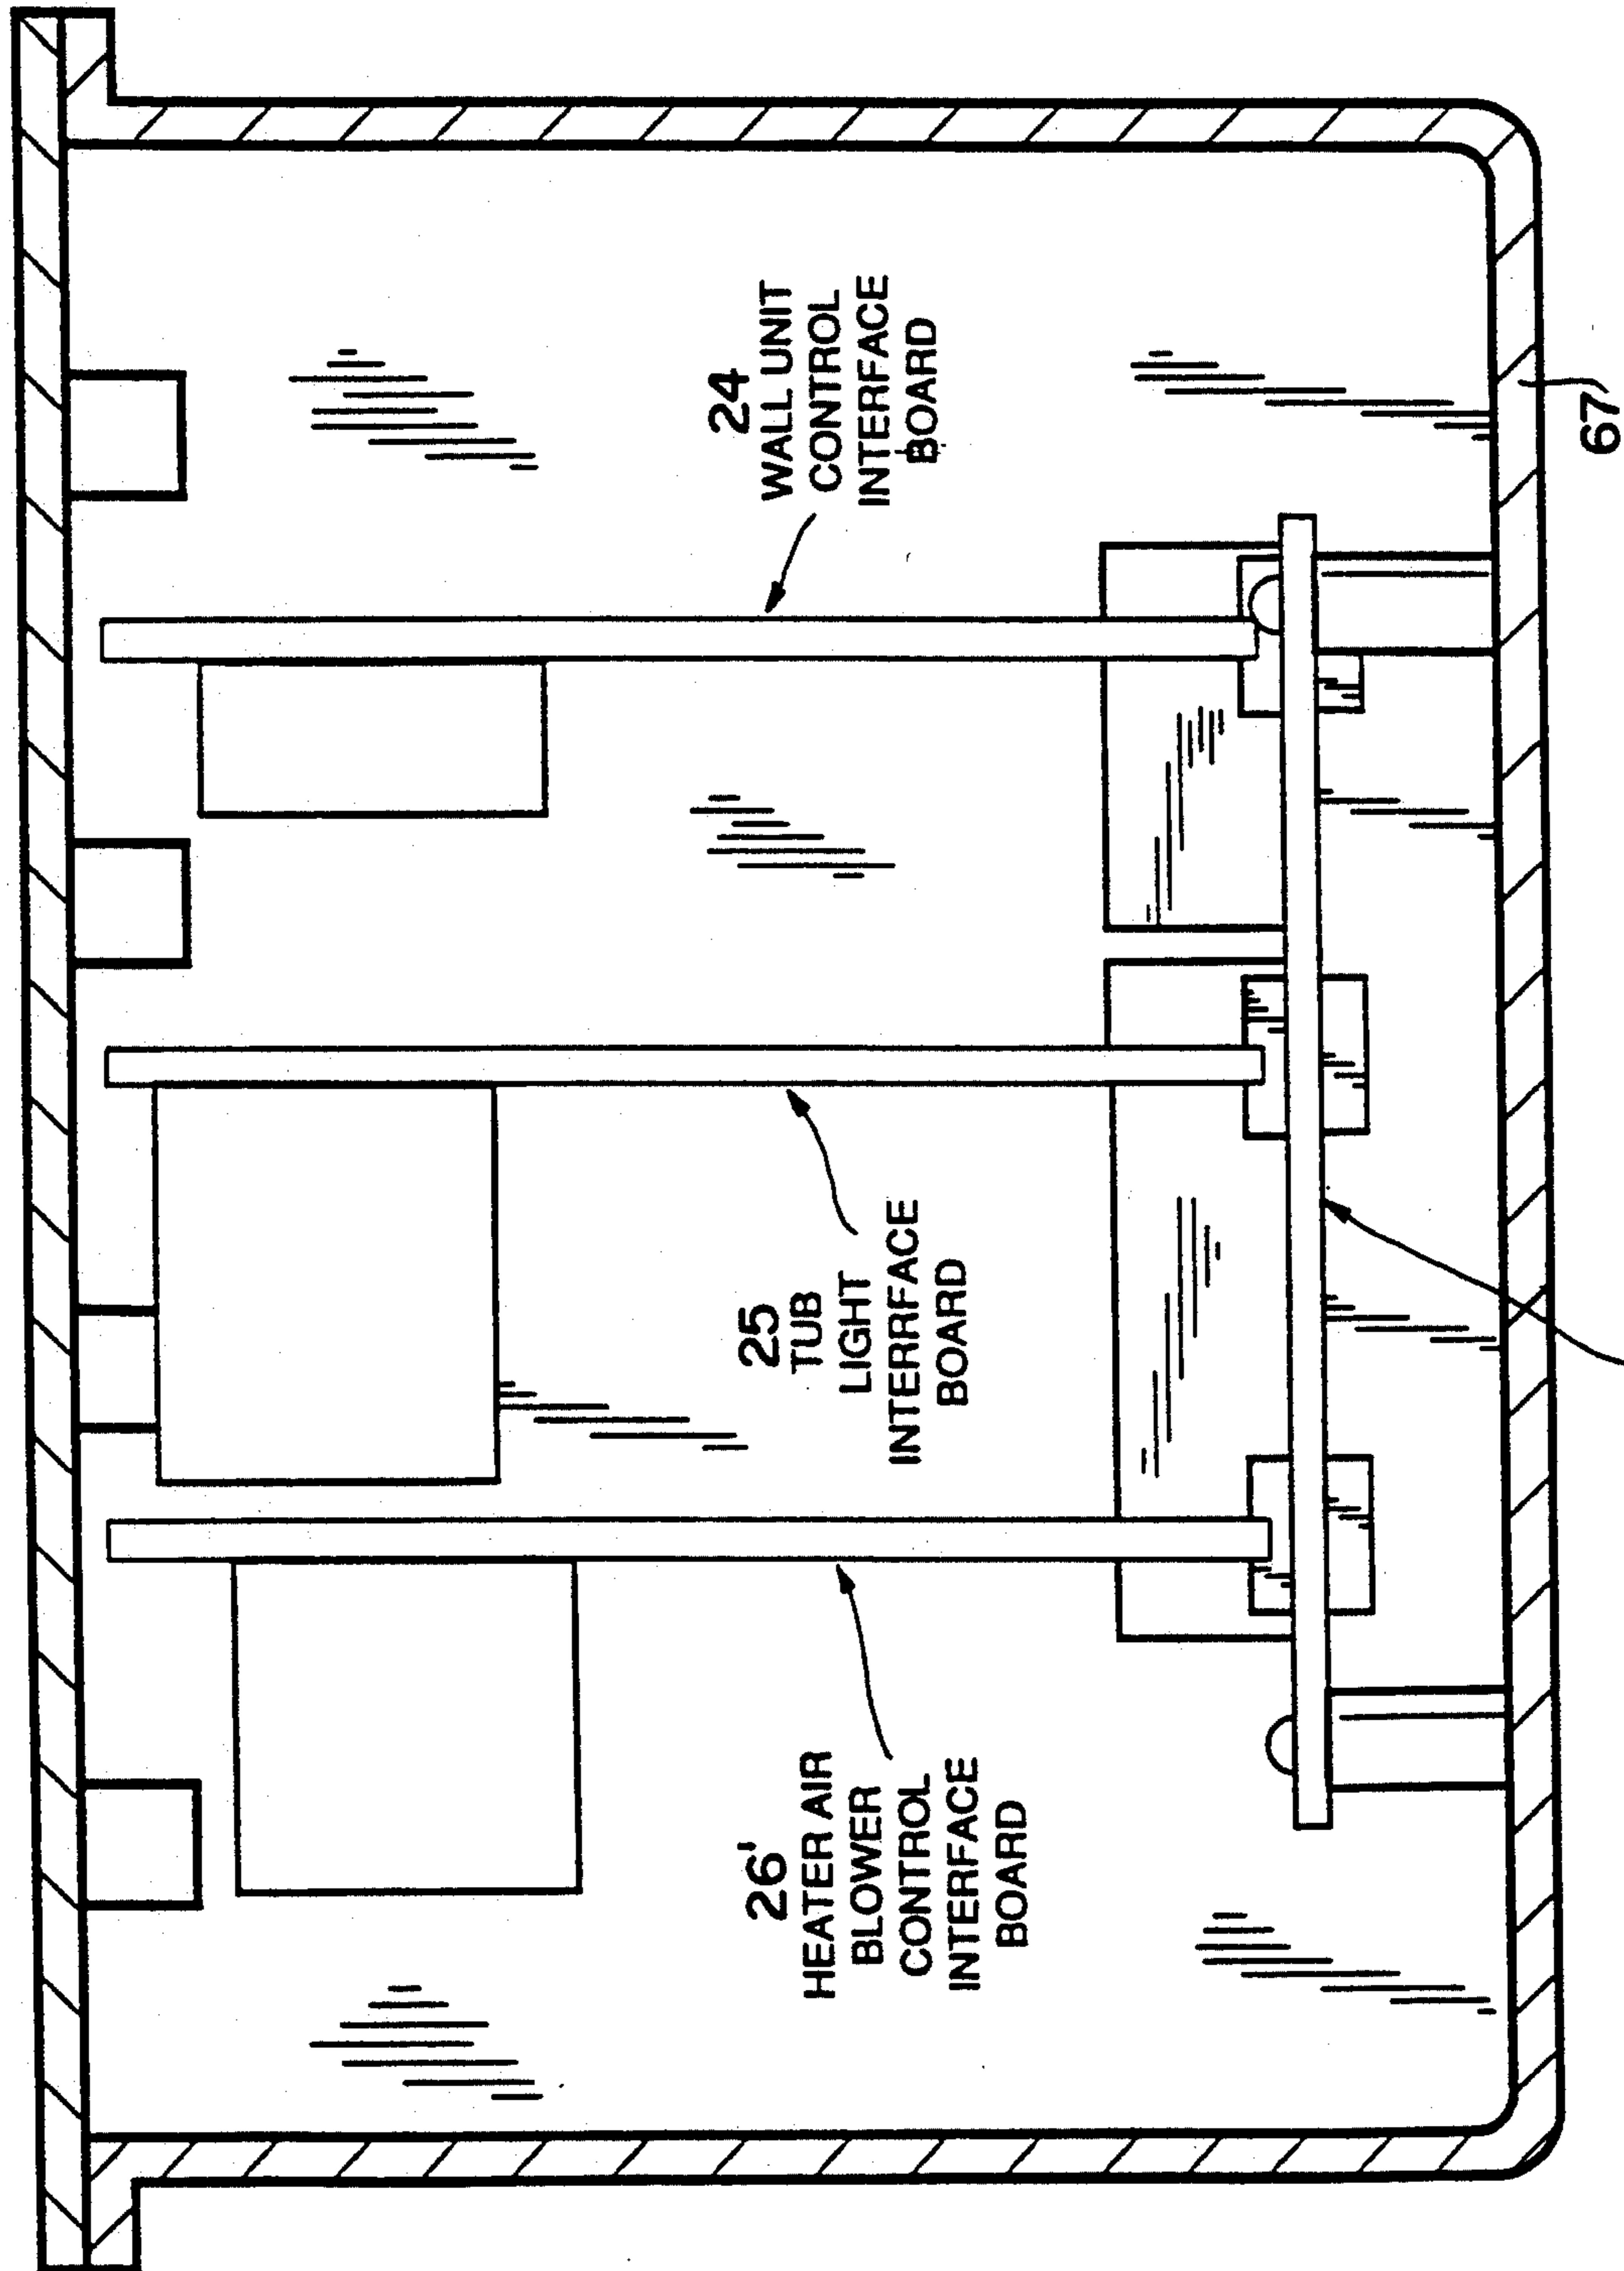 26'
HEATER AIR
BLOWER
CONTROL
INTERFACE
BOARD
25
TUB
LIGHT
INTERRFACE
BOARD
24
WALL UNIT
CONTROL
INTERFACE
BOARD
67